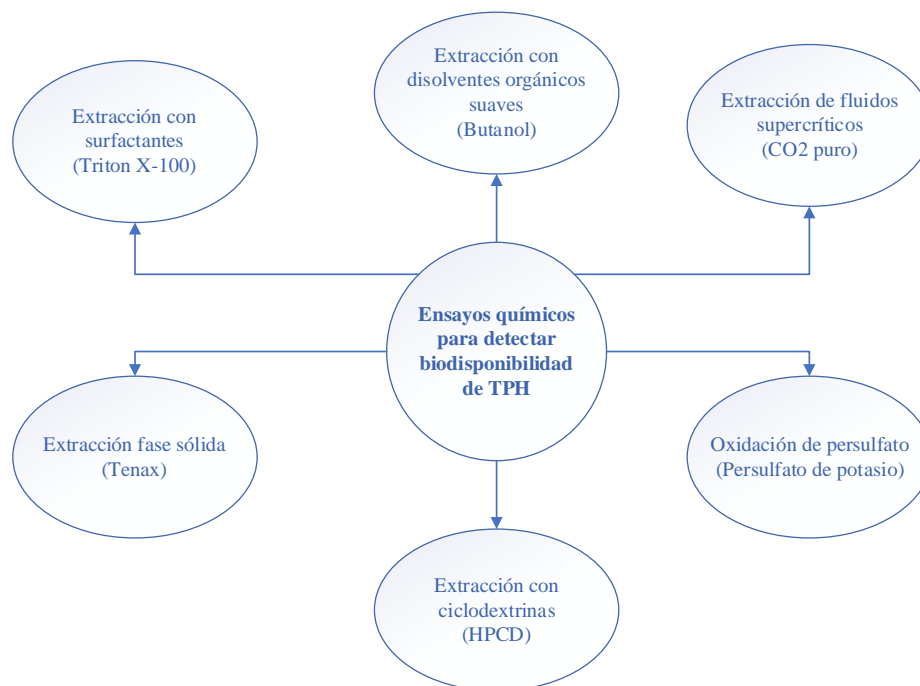 Extracción con
disolventes orgánicos
suaves
(Butanol)
Extracción con
surfactantes
(Triton X-100)
Extracción de fluidos
supercríticos
(CO2 puro)
Ensayos químicos
para detectar
biodisponibilidad
de TPH
Extracción fase sólida
(Tenax)
Oxidación de persulfato
(Persulfato de potasio)
Extracción con
ciclodextrinas
(HPCD)